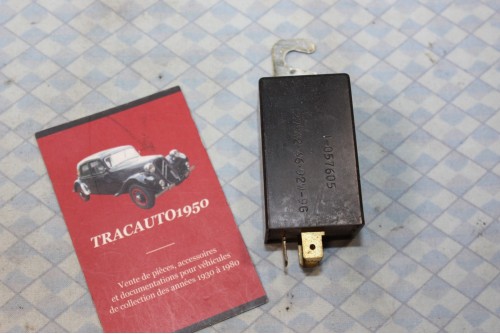 TRACAUTO1950
Vente de pièces, accessoires
et documentations pour véhicules
de collection des années 1930 à 1980
057605